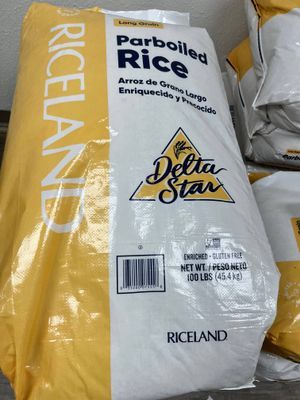 Long Grain
Parboiled
Rice
Arroz de Grano Largo
Enriquecido y Precocido
RICELAND
Delta
Star
ENRICHED • GLUTEN FREE
NET WT. / PESO NETO
100 LBS (45.4 kg)
RICELAND